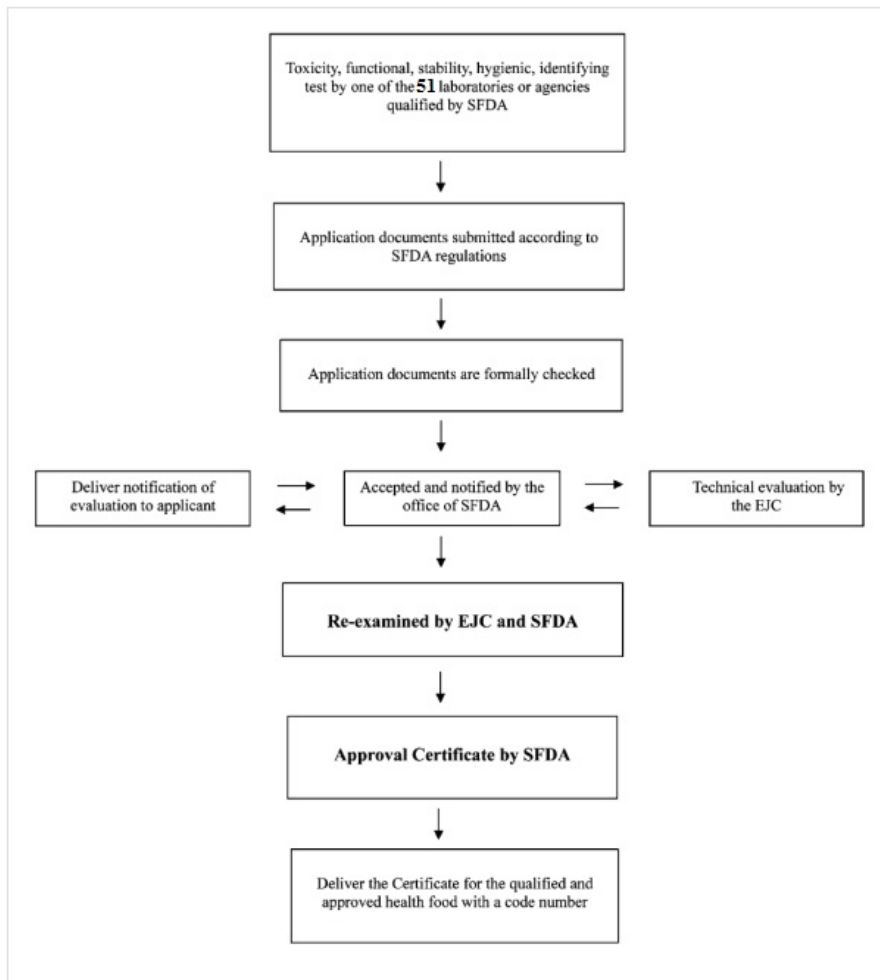 Toxicity, functional, stability, hygienic, identifying
test by one of the 51 laboratories or agencies
qualified by SFDA
Application documents submitted according to
SFDA regulations
Application documents are formally checked
Deliver notification of
evaluation to applicant
Accepted and notified by the
office of SFDA
Technical evaluation by
the EJC
Re-examined by EJC and SFDA
Approval Certificate by SFDA
Deliver the Certificate for the qualified and
approved health food with a code number